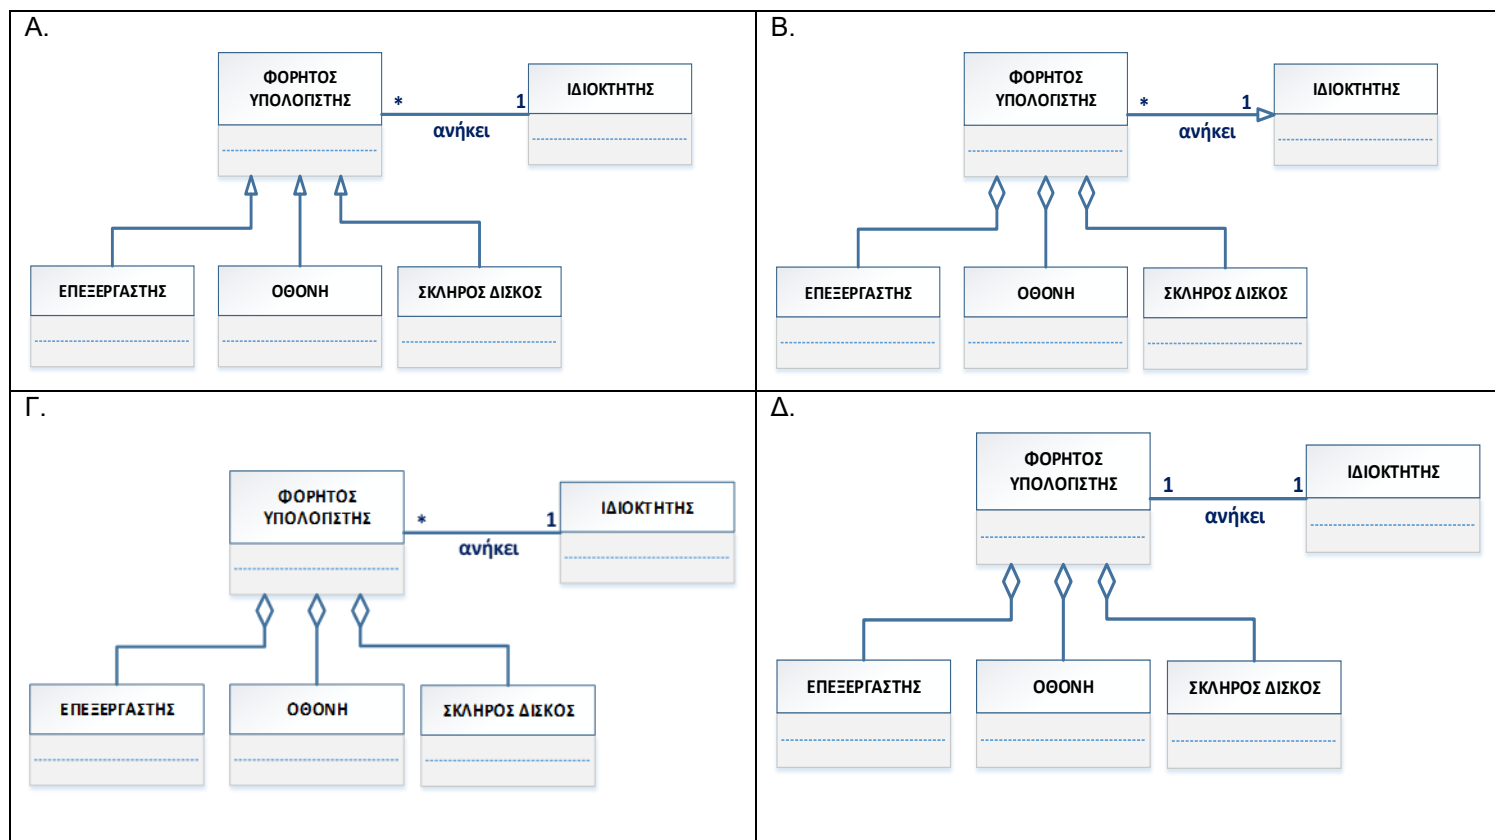 Α.
ΦΟΡΗΤΟΣ
ΥΠΟΛΟΓΙΣΤΗΣ
ΙΔΙΟΚΤΗΤΗΣ
* 1
ανήκει
ΕΠΕΞΕΡΓΑΣΤΗΣ
ΟΘΟΝΗ
ΣΚΛΗΡΟΣ ΔΙΣΚΟΣ
Β.
ΦΟΡΗΤΟΣ
ΥΠΟΛΟΓΙΣΤΗΣ
ΙΔΙΟΚΤΗΤΗΣ
* 1
ανήκει
ΕΠΕΞΕΡΓΑΣΤΗΣ
ΟΘΟΝΗ
ΣΚΛΗΡΟΣ ΔΙΣΚΟΣ
Γ.
ΦΟΡΗΤΟΣ
ΥΠΟΛΟΓΙΣΤΗΣ
ΙΔΙΟΚΤΗΤΗΣ
* 1
ανήκει
ΕΠΕΞΕΡΓΑΣΤΗΣ
ΟΘΟΝΗ
ΣΚΛΗΡΟΣ ΔΙΣΚΟΣ
Δ.
ΦΟΡΗΤΟΣ
ΥΠΟΛΟΓΙΣΤΗΣ
ΙΔΙΟΚΤΗΤΗΣ
1 1
ανήκει
ΕΠΕΞΕΡΓΑΣΤΗΣ
ΟΘΟΝΗ
ΣΚΛΗΡΟΣ ΔΙΣΚΟΣ